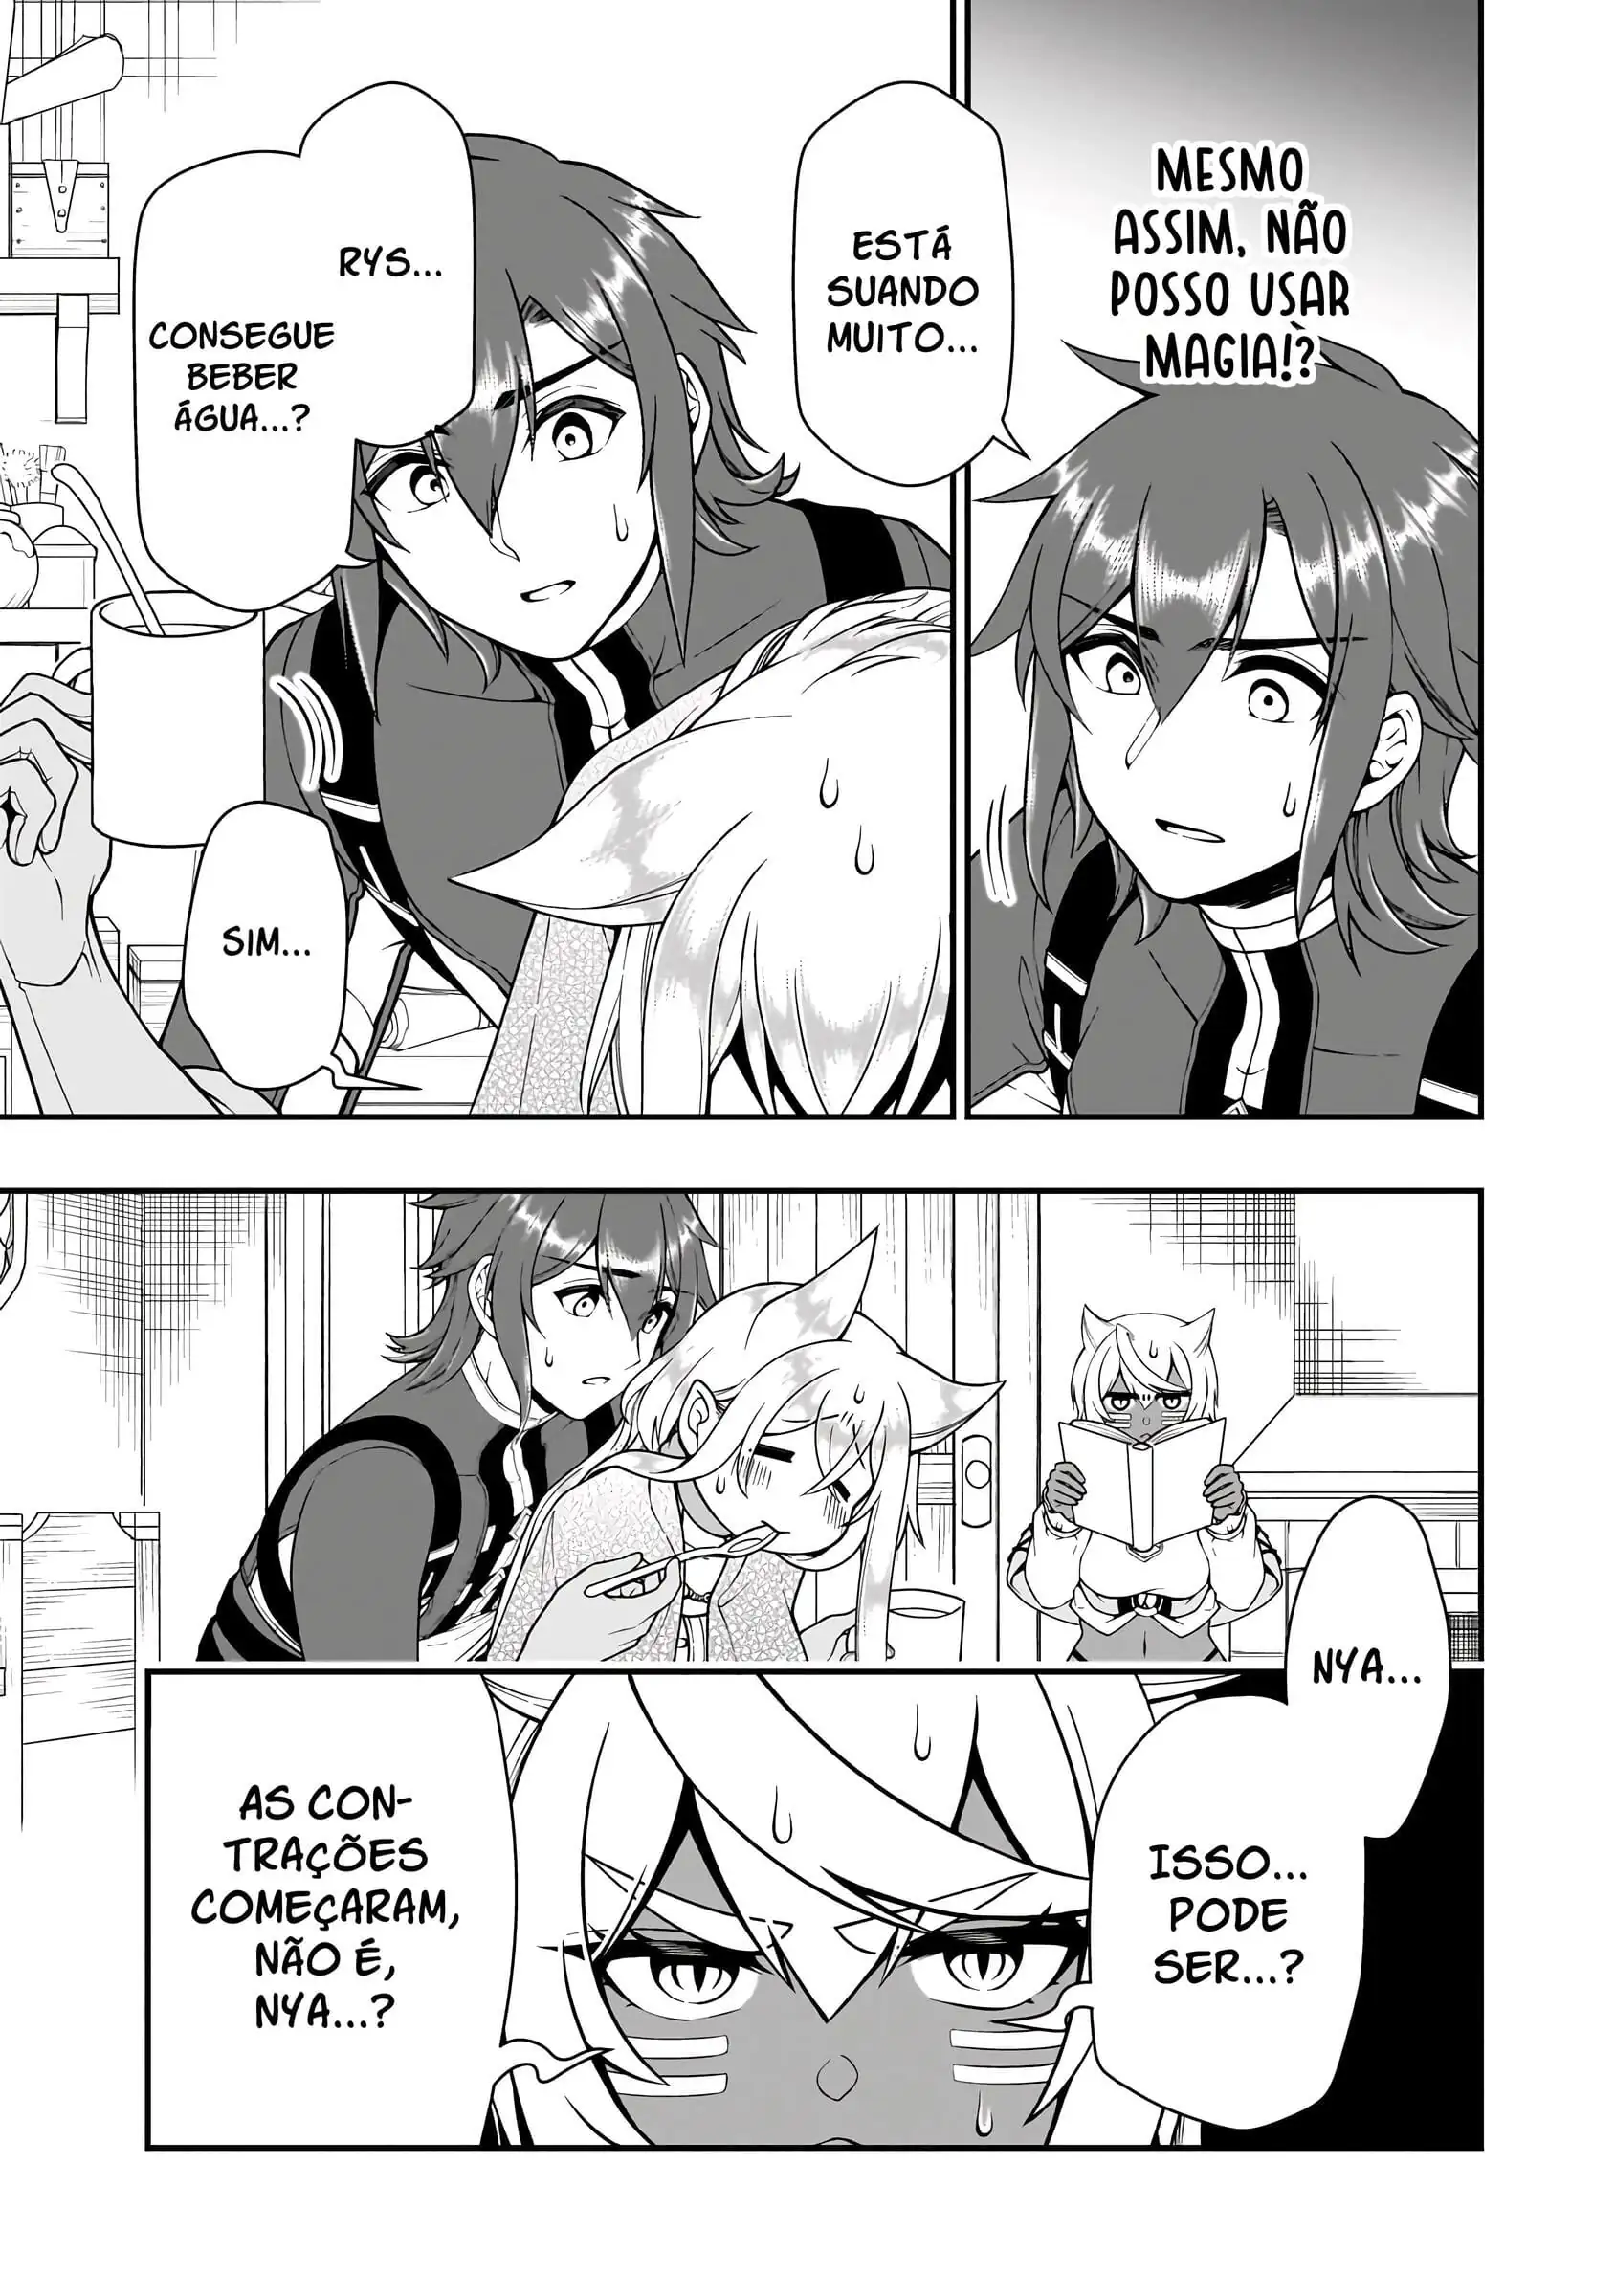 MESMO
ASSIM, NÃO
POSSO USAR
MAGIA!?
ESTÁ
SUANDO
MUITO...
RYS...
CONSEGUE
BEBER
ÁGUA...?
SIM...
NYA...
ISSO...
PODE
SER...?
AS CON-
TRAÇÕES
COMEÇARAM,
NÃO É,
NYA...?